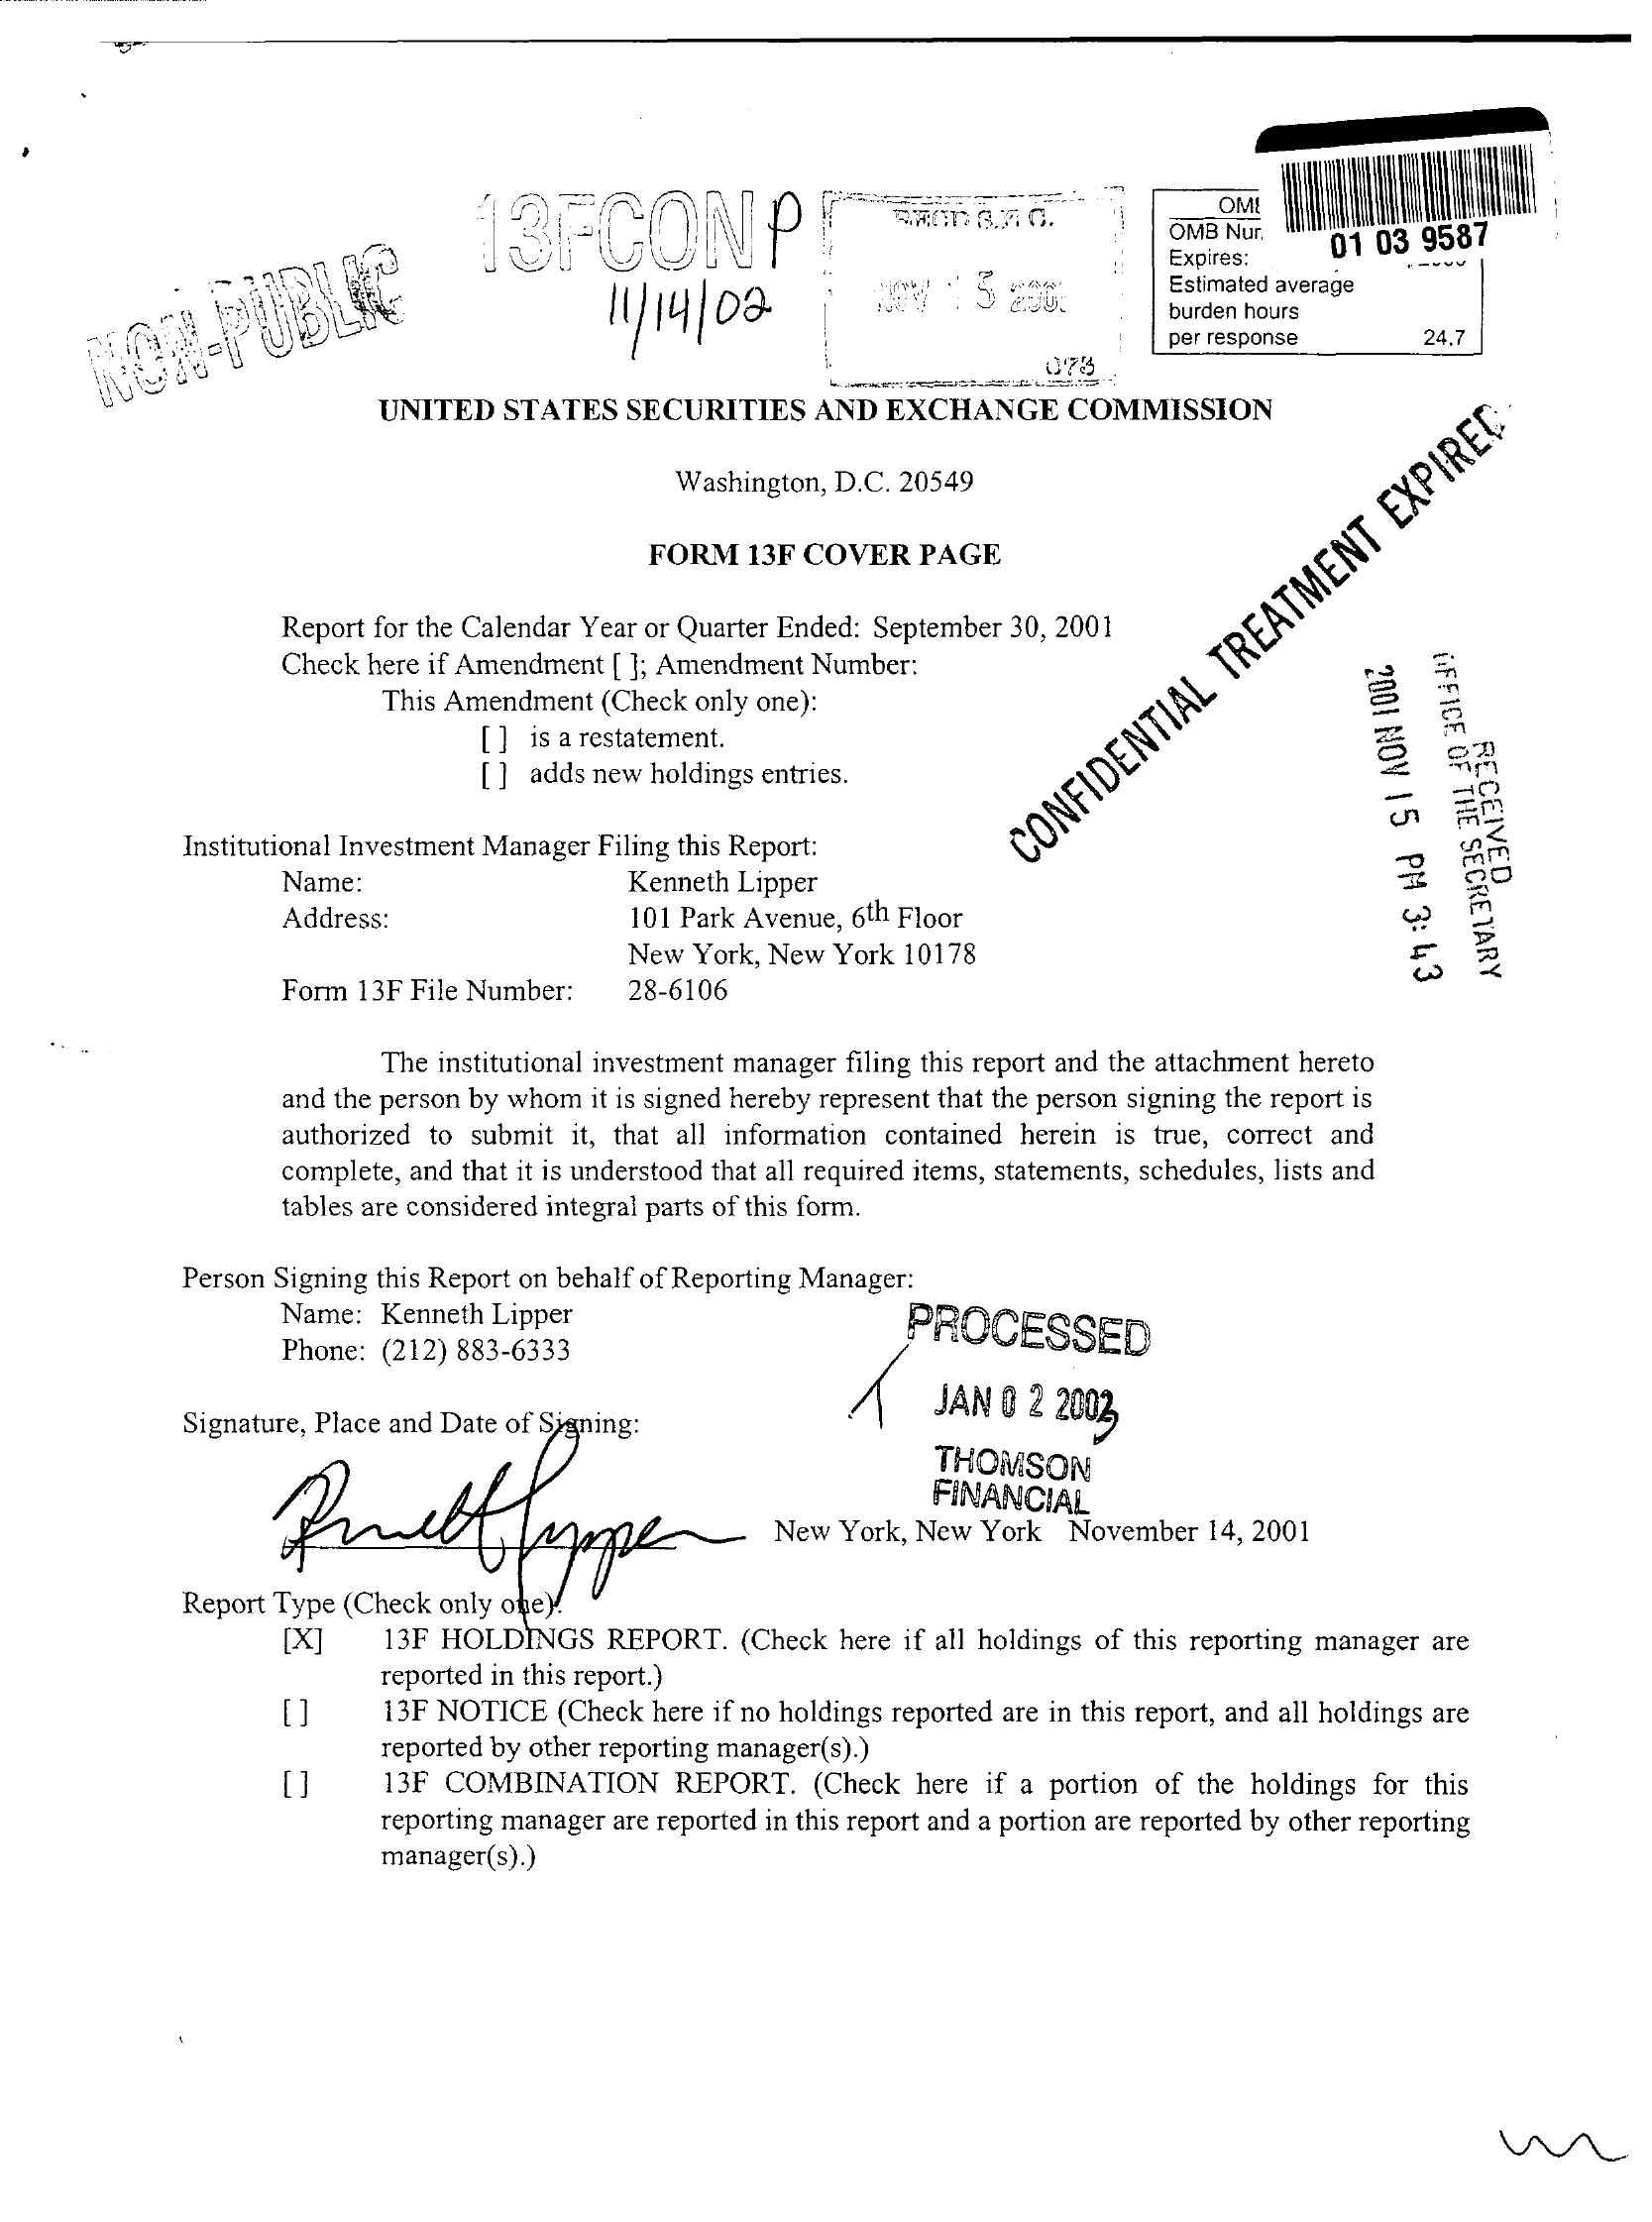 13FCON P
NON-PUBLIC
11/14/02
REC'D S.E.C.
NOV 15 2001
073
OMB Nur.
Expires:
Estimated average
burden hours
per response 24.7
01 03 9587
UNITED STATES SECURITIES AND EXCHANGE COMMISSION
Washington, D.C. 20549
FORM 13F COVER PAGE
CONFIDENTIAL TREATMENT EXPIRED
RECEIVED
OFFICE OF THE SECRETARY
2001 NOV 15 PM 3:43
Report for the Calendar Year or Quarter Ended: September 30, 2001
Check here if Amendment [ ]; Amendment Number:
This Amendment (Check only one):
[ ] is a restatement.
[ ] adds new holdings entries.
Institutional Investment Manager Filing this Report:
Name: Kenneth Lipper
Address: 101 Park Avenue, 6th Floor
New York, New York 10178
Form 13F File Number: 28-6106
The institutional investment manager filing this report and the attachment hereto
and the person by whom it is signed hereby represent that the person signing the report is
authorized to submit it, that all information contained herein is true, correct and
complete, and that it is understood that all required items, statements, schedules, lists and
tables are considered integral parts of this form.
Person Signing this Report on behalf of Reporting Manager:
Name: Kenneth Lipper
Phone: (212) 883-6333
PROCESSED
JAN 02 2003
THOMSON
FINANCIAL
Signature, Place and Date of Signing:
Kenneth Lipper
New York, New York November 14, 2001
Report Type (Check only one):
[X] 13F HOLDINGS REPORT. (Check here if all holdings of this reporting manager are
reported in this report.)
[ ] 13F NOTICE (Check here if no holdings reported are in this report, and all holdings are
reported by other reporting manager(s).)
[ ] 13F COMBINATION REPORT. (Check here if a portion of the holdings for this
reporting manager are reported in this report and a portion are reported by other reporting
manager(s).)